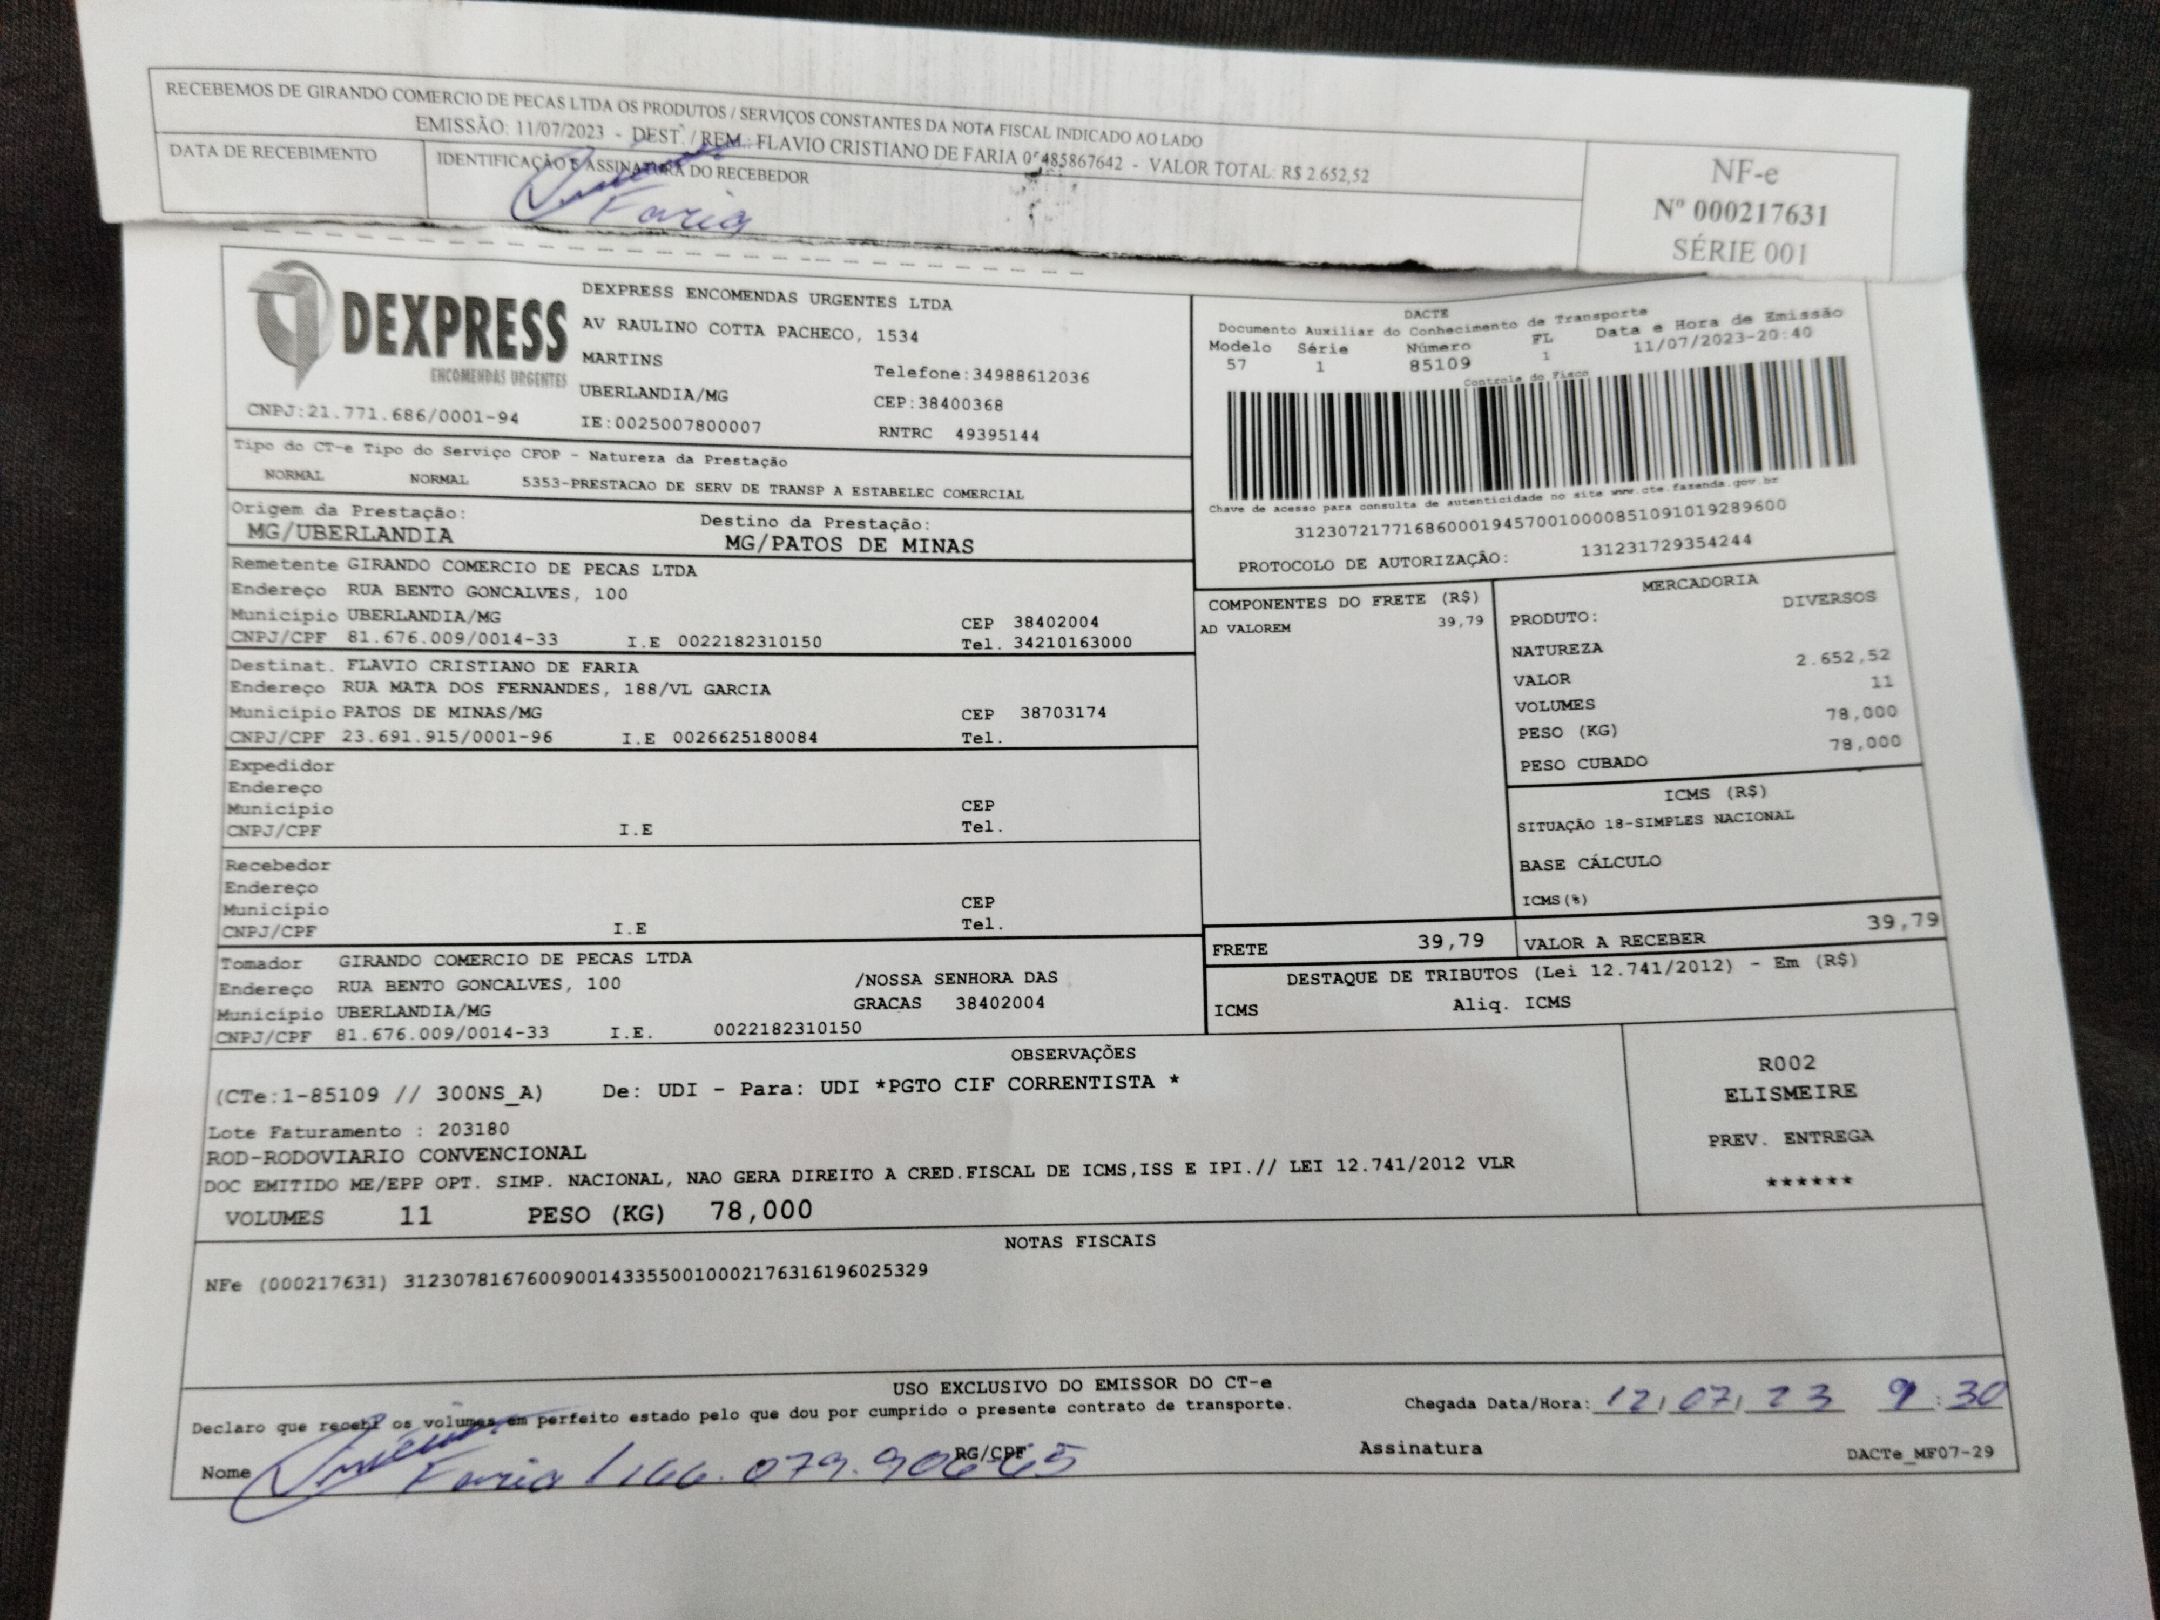 RECEBEMOS DE GIRANDO COMERCIO DE PECAS LTDA OS PRODUTOS / SERVIÇOS CONSTANTES DA NOTA FISCAL INDICADO AO LADO
EMISSÃO: 11/07/2023 - DEST. / REM.: FLAVIO CRISTIANO DE FARIA 05485867642 - VALOR TOTAL: R$ 2.652,52
DATA DE RECEBIMENTO
IDENTIFICAÇÃO E ASSINATURA DO RECEBEDOR
Faria
NF-e
Nº 000217631
SÉRIE 001
DEXPRESS
ENCOMENDAS URGENTES
CNPJ:21.771.686/0001-94
DEXPRESS ENCOMENDAS URGENTES LTDA
AV RAULINO COTTA PACHECO, 1534
MARTINS
Telefone:34988612036
UBERLANDIA/MG
CEP:38400368
IE:0025007800007
RNTRC 49395144
DACTE
Documento Auxiliar do Conhecimento de Transporte
Modelo Série Número FL Data e Hora de Emissão
57 1 85109 1 11/07/2023-20:40
Controle do Fisco
Chave de acesso para consulta de autenticidade no site www.cte.fazenda.gov.br
31230721771686000194570010000851091019289600
PROTOCOLO DE AUTORIZAÇÃO: 131231729354244
Tipo do CT-e Tipo do Serviço CFOP - Natureza da Prestação
NORMAL NORMAL 5353-PRESTACAO DE SERV DE TRANSP A ESTABELEC COMERCIAL
Origem da Prestação: Destino da Prestação:
MG/UBERLANDIA MG/PATOS DE MINAS
Remetente GIRANDO COMERCIO DE PECAS LTDA
Endereço RUA BENTO GONCALVES, 100
Município UBERLANDIA/MG CEP 38402004
CNPJ/CPF 81.676.009/0014-33 I.E 0022182310150 Tel. 34210163000
Destinat. FLAVIO CRISTIANO DE FARIA
Endereço RUA MATA DOS FERNANDES, 188/VL GARCIA
Município PATOS DE MINAS/MG CEP 38703174
CNPJ/CPF 23.691.915/0001-96 I.E 0026625180084 Tel.
Expedidor
Endereço
Município CEP
CNPJ/CPF I.E Tel.
Recebedor
Endereço
Município CEP
CNPJ/CPF I.E Tel.
Tomador GIRANDO COMERCIO DE PECAS LTDA
Endereço RUA BENTO GONCALVES, 100 /NOSSA SENHORA DAS
Município UBERLANDIA/MG GRACAS 38402004
CNPJ/CPF 81.676.009/0014-33 I.E. 0022182310150
COMPONENTES DO FRETE (R$)
AD VALOREM 39,79
MERCADORIA
PRODUTO: DIVERSOS
NATUREZA
VALOR 2.652,52
VOLUMES 11
PESO (KG) 78,000
PESO CUBADO 78,000
ICMS (R$)
SITUAÇÃO 18-SIMPLES NACIONAL
BASE CÁLCULO
ICMS(%)
FRETE 39,79 VALOR A RECEBER 39,79
DESTAQUE DE TRIBUTOS (Lei 12.741/2012) - Em (R$)
ICMS Aliq. ICMS
OBSERVAÇÕES
(CTe:1-85109 // 300NS_A) De: UDI - Para: UDI *PGTO CIF CORRENTISTA *
Lote Faturamento : 203180
ROD-RODOVIARIO CONVENCIONAL
DOC EMITIDO ME/EPP OPT. SIMP. NACIONAL, NAO GERA DIREITO A CRED.FISCAL DE ICMS,ISS E IPI.// LEI 12.741/2012 VLR
VOLUMES 11 PESO (KG) 78,000
R002
ELISMEIRE
PREV. ENTREGA
******
NOTAS FISCAIS
NFe (000217631) 31230781676009001433550010002176316196025329
USO EXCLUSIVO DO EMISSOR DO CT-e
Declaro que recebi os volumes em perfeito estado pelo que dou por cumprido o presente contrato de transporte.
Chegada Data/Hora: 12/07/23 9:30
Nome Faria RG/CPF
Assinatura
DACTe_MF07-29